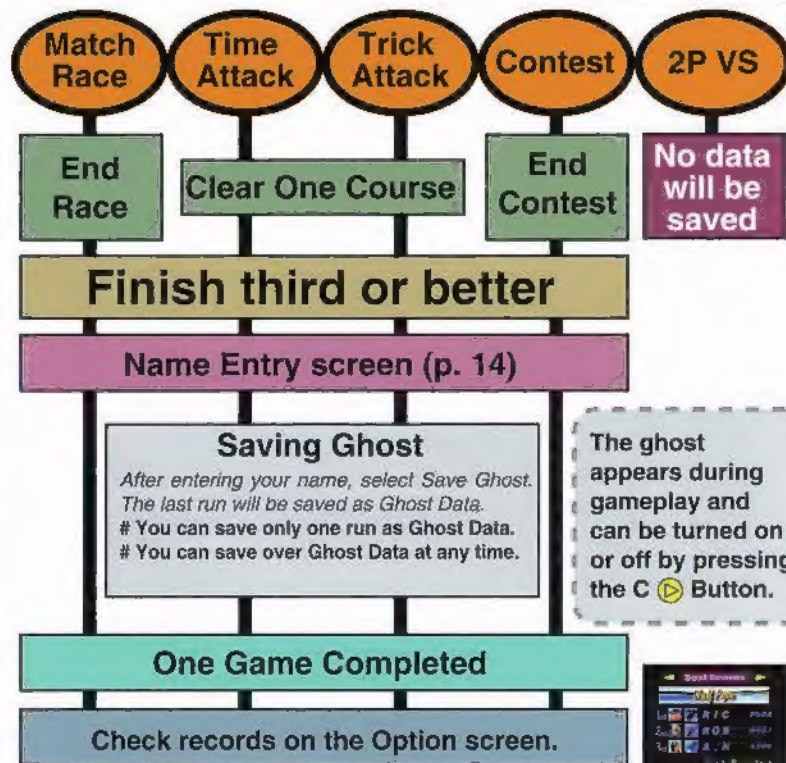 Match
Race
Time
Attack
Trick
Attack
Contest
2P VS
End
Race
Clear One Course
End
Contest
No data
will be
saved
Finish third or better
Name Entry screen (p. 14)
Saving Ghost
After entering your name, select Save Ghost.
The last run will be saved as Ghost Data.
# You can save only one run as Ghost Data.
# You can save over Ghost Data at any time.
The ghost
appears during
gameplay and
can be turned on
or off by pressing
the C Button.
One Game Completed
Check records on the Option screen.